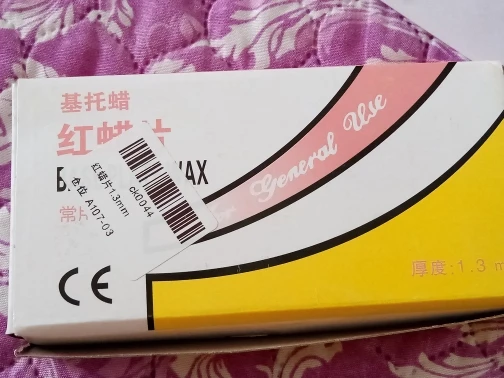 基托蜡
红蜡片
WAX
For General Use
常
红蜡片1.3mm
ck0044
仓位 A107-03
CE
厚度:1.3 m